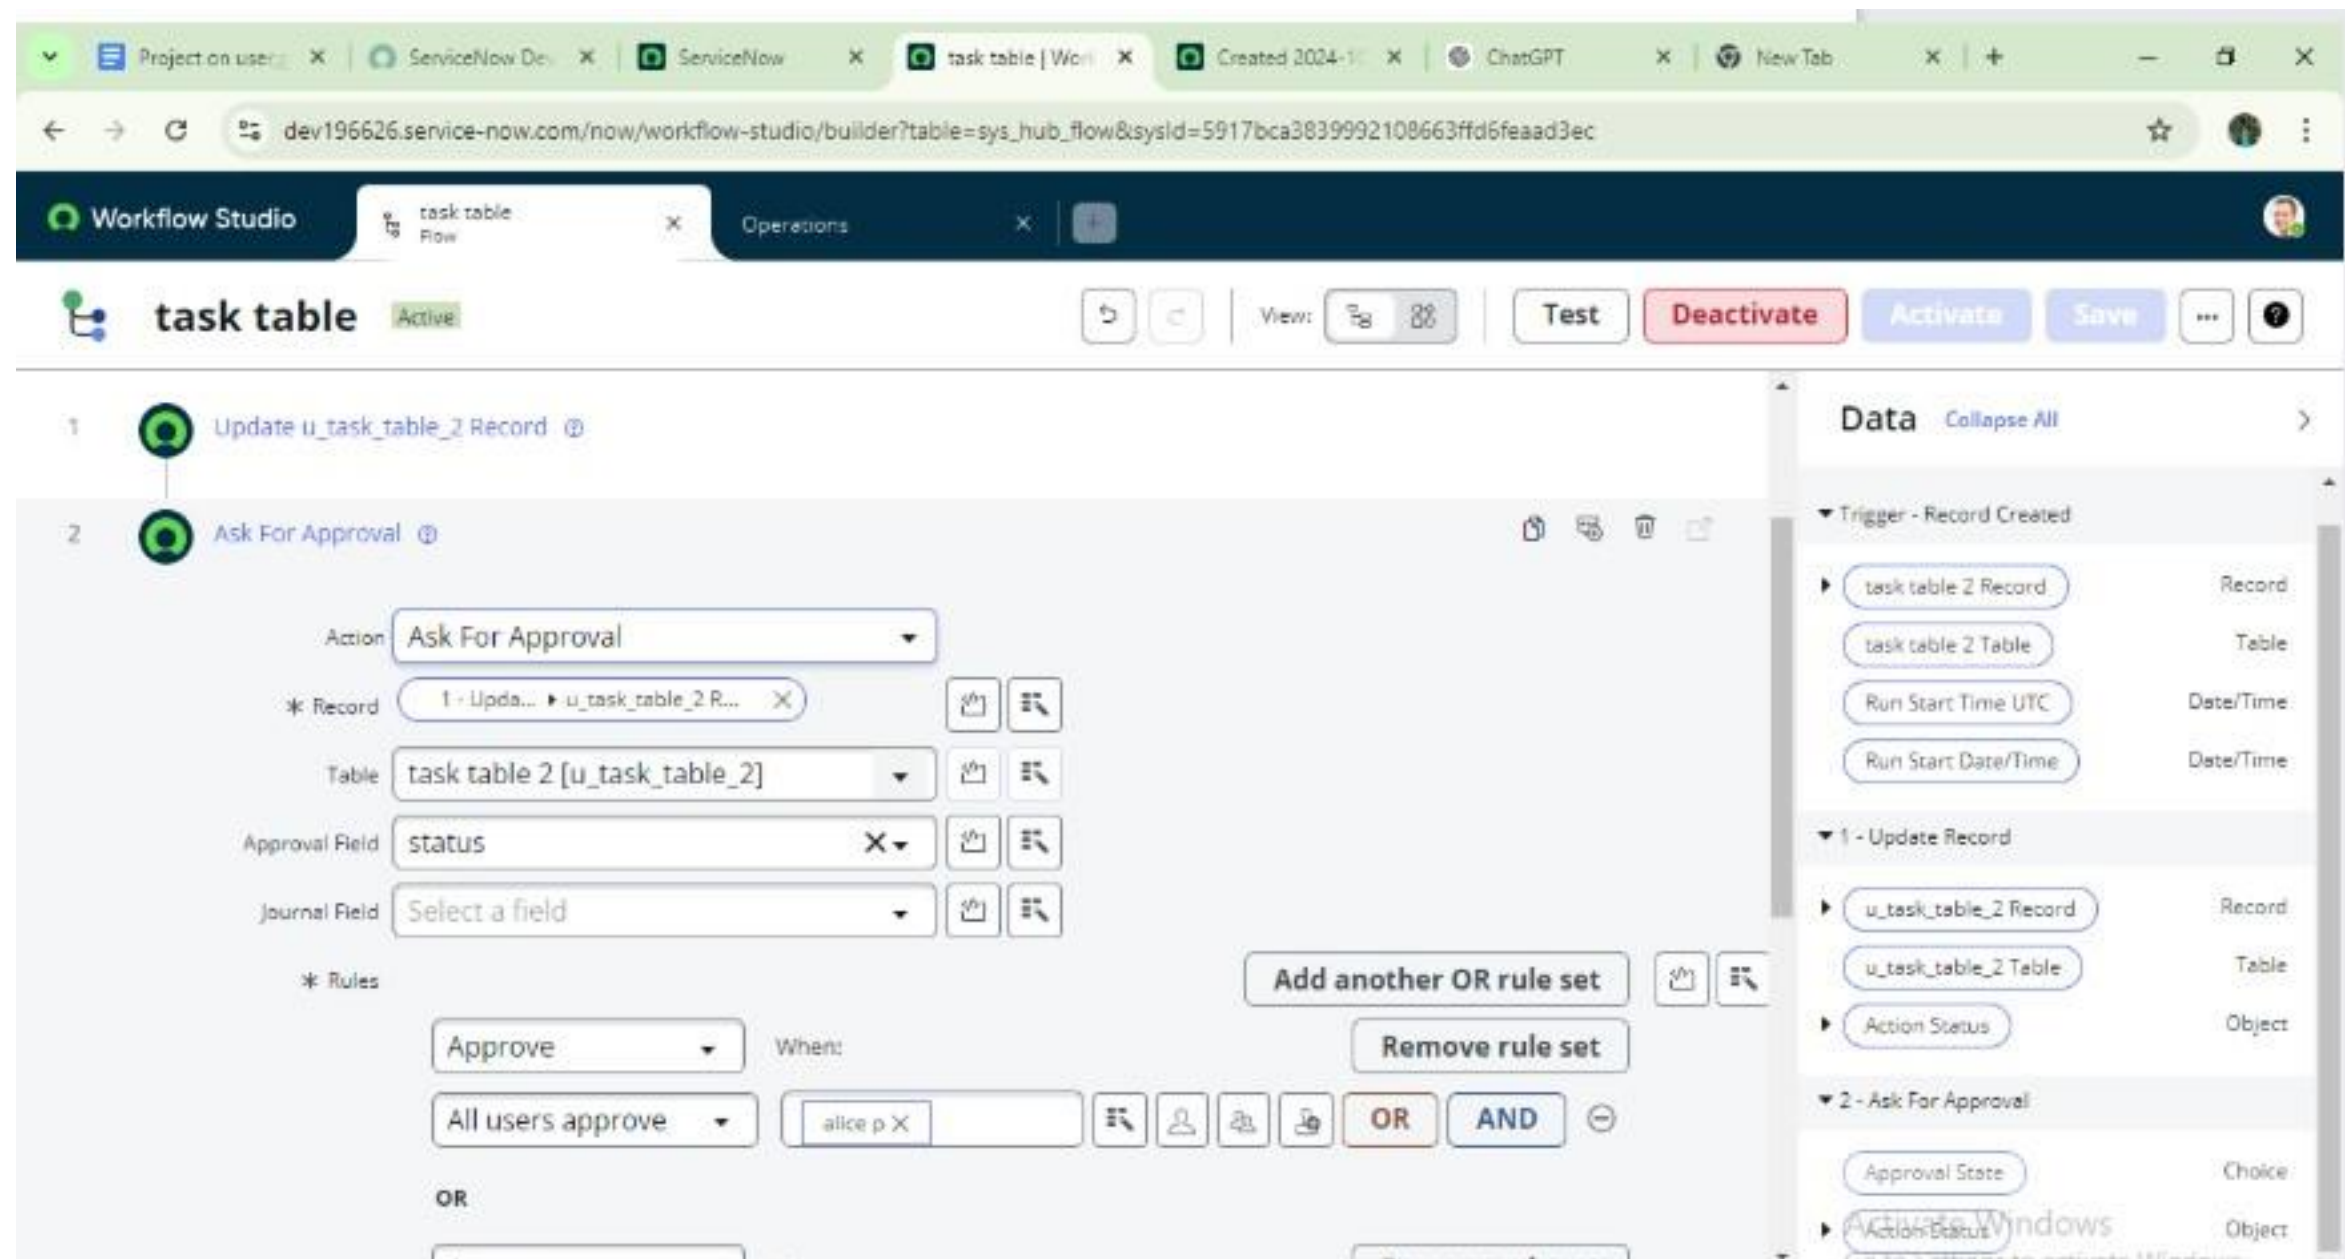 Project on user
ServiceNow Dev
ServiceNow
task table | Wor
Created 2024-1
ChatGPT
New Tab
dev196626.service-now.com/now/workflow-studio/builder?table=sys_hub_flow&sysId=5917bca3839992108663ffd6feaad3ec
Workflow Studio
task table
Flow
Operations
task table Active
View: Test Deactivate Activate Save
1 Update u_task_table_2 Record
2 Ask For Approval
Action Ask For Approval
* Record 1 - Upda... ▸ u_task_table_2 R...
Table task table 2 [u_task_table_2]
Approval Field status
Journal Field Select a field
* Rules Add another OR rule set
Approve When: Remove rule set
All users approve alice p OR AND
OR
Data Collapse All
Trigger - Record Created
task table 2 Record Record
task table 2 Table Table
Run Start Time UTC Date/Time
Run Start Date/Time Date/Time
1 - Update Record
u_task_table_2 Record Record
u_task_table_2 Table Table
Action Status Object
2 - Ask For Approval
Approval State Choice
Action Status Object
Activate Windows